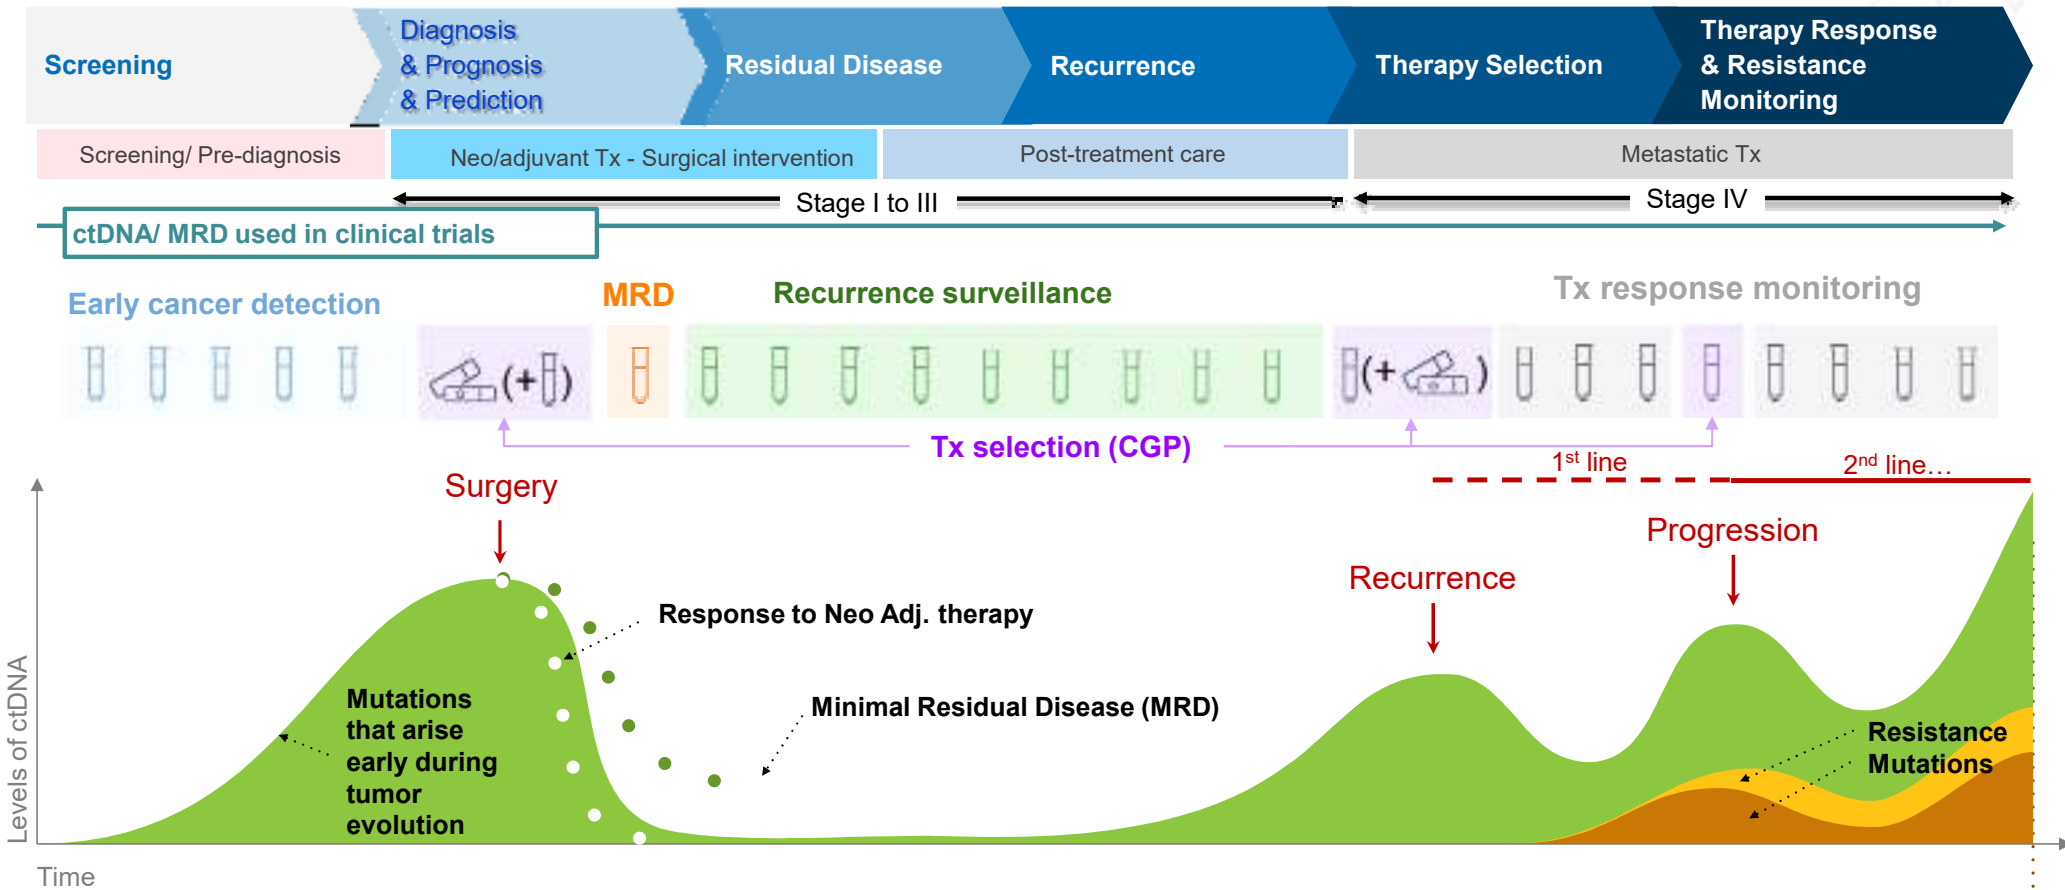 Screening
Diagnosis
& Prognosis
& Prediction
Residual Disease
Recurrence
Therapy Selection
Therapy Response
& Resistance
Monitoring
Screening/ Pre-diagnosis
Neo/adjuvant Tx - Surgical intervention
Post-treatment care
Metastatic Tx
Stage I to III
Stage IV
ctDNA/ MRD used in clinical trials
Early cancer detection
MRD
Recurrence surveillance
Tx response monitoring
(+ )
(+ )
Tx selection (CGP)
1st line
2nd line…
Surgery
Recurrence
Progression
Response to Neo Adj. therapy
Minimal Residual Disease (MRD)
Mutations
that arise
early during
tumor
evolution
Resistance
Mutations
Levels of ctDNA
Time